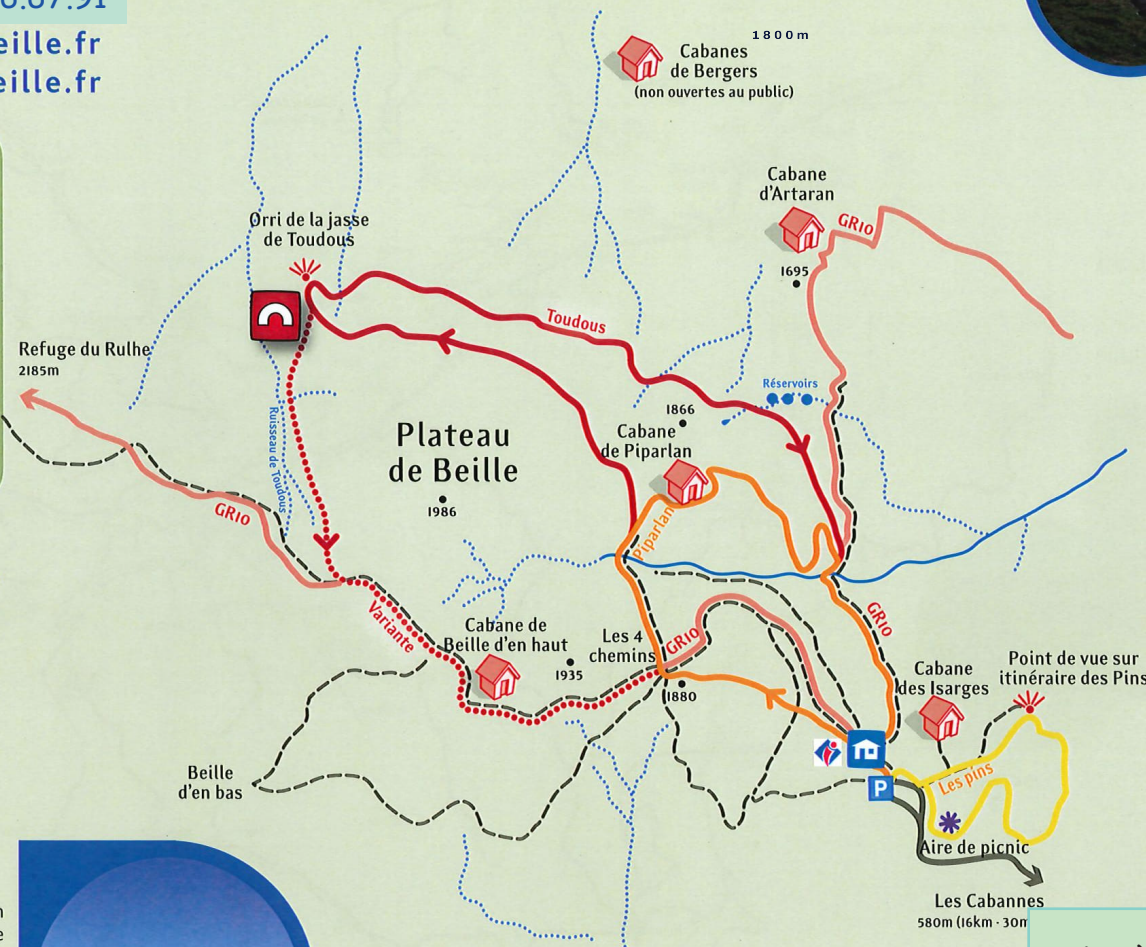 eille.fr
eille.fr
1800m
Cabanes
de Bergers
(non ouvertes au public)
Cabane
d'Artaran
GR10
1695
Orri de la jasse
de Toudous
Toudous
Refuge du Rulhe
2185m
Réservoirs
1866
Cabane
de Piparlan
Plateau
de Beille
1986
Ruisseau de Toudous
GR10
Piparlan
Variante
Cabane de
Beille d'en haut
1935
Les 4
chemins
GR10
1880
GR10
Cabane
des Isarges
Point de vue sur
itinéraire des Pins
Beille
d'en bas
P
Les pins
Aire de picnic
Les Cabannes
580m (16km - 30m